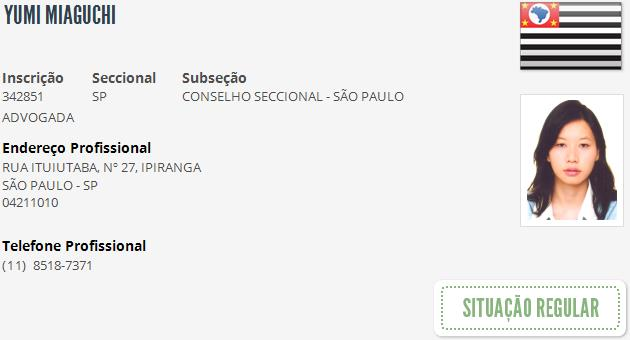 YUMI MIAGUCHI
Inscrição Seccional Subseção
342851 SP CONSELHO SECCIONAL - SÃO PAULO
ADVOGADA
Endereço Profissional
RUA ITUIUTABA, Nº 27, IPIRANGA
SÃO PAULO - SP
04211010
Telefone Profissional
(11) 8518-7371
SITUAÇÃO REGULAR